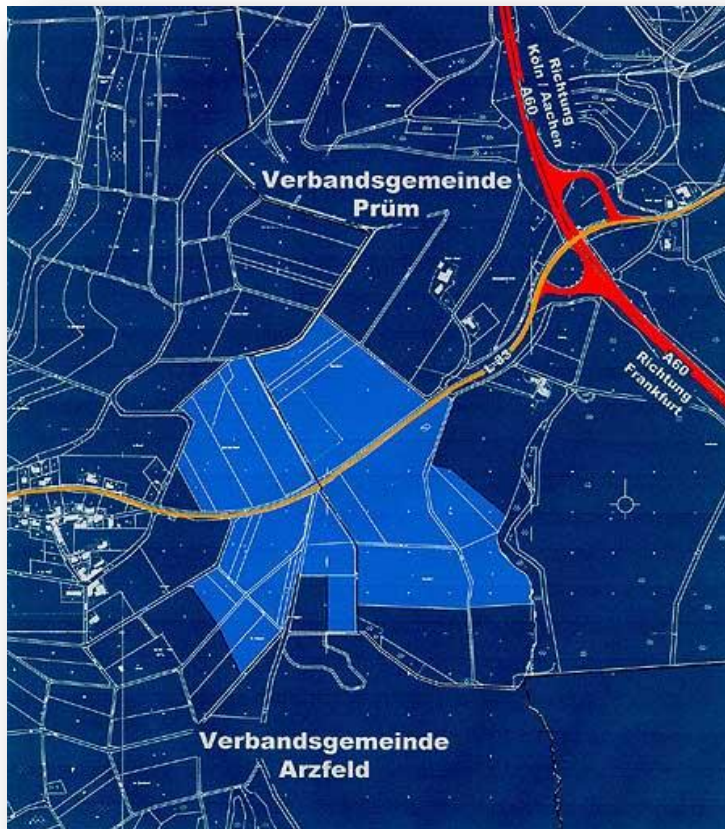 A60
Richtung
Köln / Aachen
Verbandsgemeinde
Prüm
L-83
A60
Richtung
Frankfurt
Verbandsgemeinde
Arzfeld